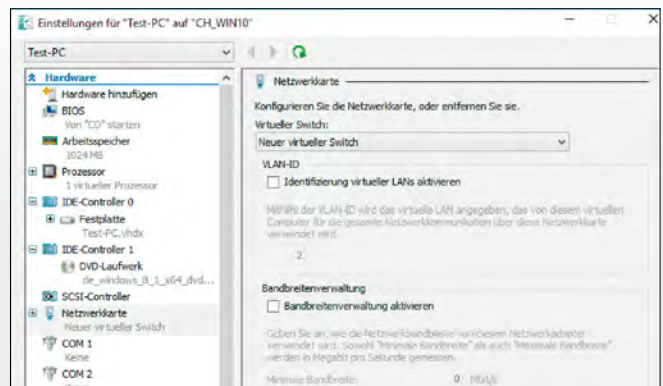 Einstellungen für "Test-PC" auf "CH_WIN10"
Test-PC
Hardware
Hardware hinzufügen
BIOS
Von "CD" starten
Arbeitsspeicher
1024 MB
Prozessor
1 virtueller Prozessor
IDE-Controller 0
Festplatte
Test-PC.vhdx
IDE-Controller 1
DVD-Laufwerk
de_windows_8_1_x64_dvd...
SCSI-Controller
Netzwerkkarte
Neuer virtueller Switch
COM 1
Keine
COM 2
Netzwerkkarte
Konfigurieren Sie die Netzwerkkarte, oder entfernen Sie sie.
Virtueller Switch:
Neuer virtueller Switch
VLAN-ID
Identifizierung virtueller LANs aktivieren
Mithilfe der VLAN-ID wird das virtuelle LAN angegeben, das von diesem virtuellen
Computer für die gesamte Netzwerkkommunikation über diese Netzwerkkarte
verwendet wird.
2
Bandbreitenverwaltung
Bandbreitenverwaltung aktivieren
Geben Sie an, wie die Netzwerkbandbreite von diesem Netzwerkadapter
verwendet wird. Sowohl "Minimale Bandbreite" als auch "Minimale Bandbreite"
werden in Megabit pro Sekunde gemessen.
Minimale Bandbreite:
0 Mbit/s